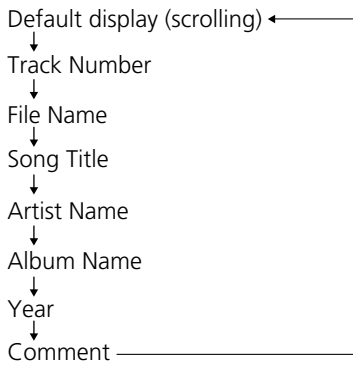 Default display (scrolling)
Track Number
File Name
Song Title
Artist Name
Album Name
Year
Comment